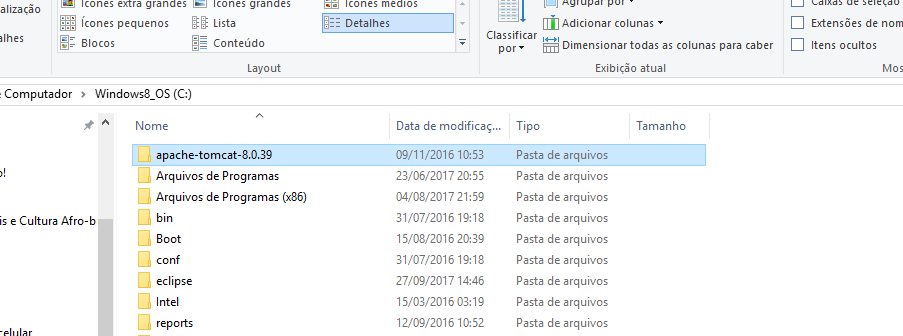 alização
Ícones extra grandes
Ícones grandes
Ícones médios
Agrupar por
Caixas de seleção
Ícones pequenos
Lista
Detalhes
Adicionar colunas
Extensões de nom
alhes
Blocos
Conteúdo
Classificar
por
Dimensionar todas as colunas para caber
Itens ocultos
Layout
Exibição atual
Mos
e Computador > Windows8_OS (C:)
Nome Data de modificaç... Tipo Tamanho
apache-tomcat-8.0.39 09/11/2016 10:53 Pasta de arquivos
Arquivos de Programas 23/06/2017 20:55 Pasta de arquivos
o!
Arquivos de Programas (x86) 04/08/2017 21:59 Pasta de arquivos
bin 31/07/2016 19:18 Pasta de arquivos
is e Cultura Afro-b
Boot 15/08/2016 20:39 Pasta de arquivos
conf 31/07/2016 19:18 Pasta de arquivos
eclipse 27/09/2017 14:46 Pasta de arquivos
Intel 15/03/2016 03:19 Pasta de arquivos
reports 12/09/2016 10:52 Pasta de arquivos
celular